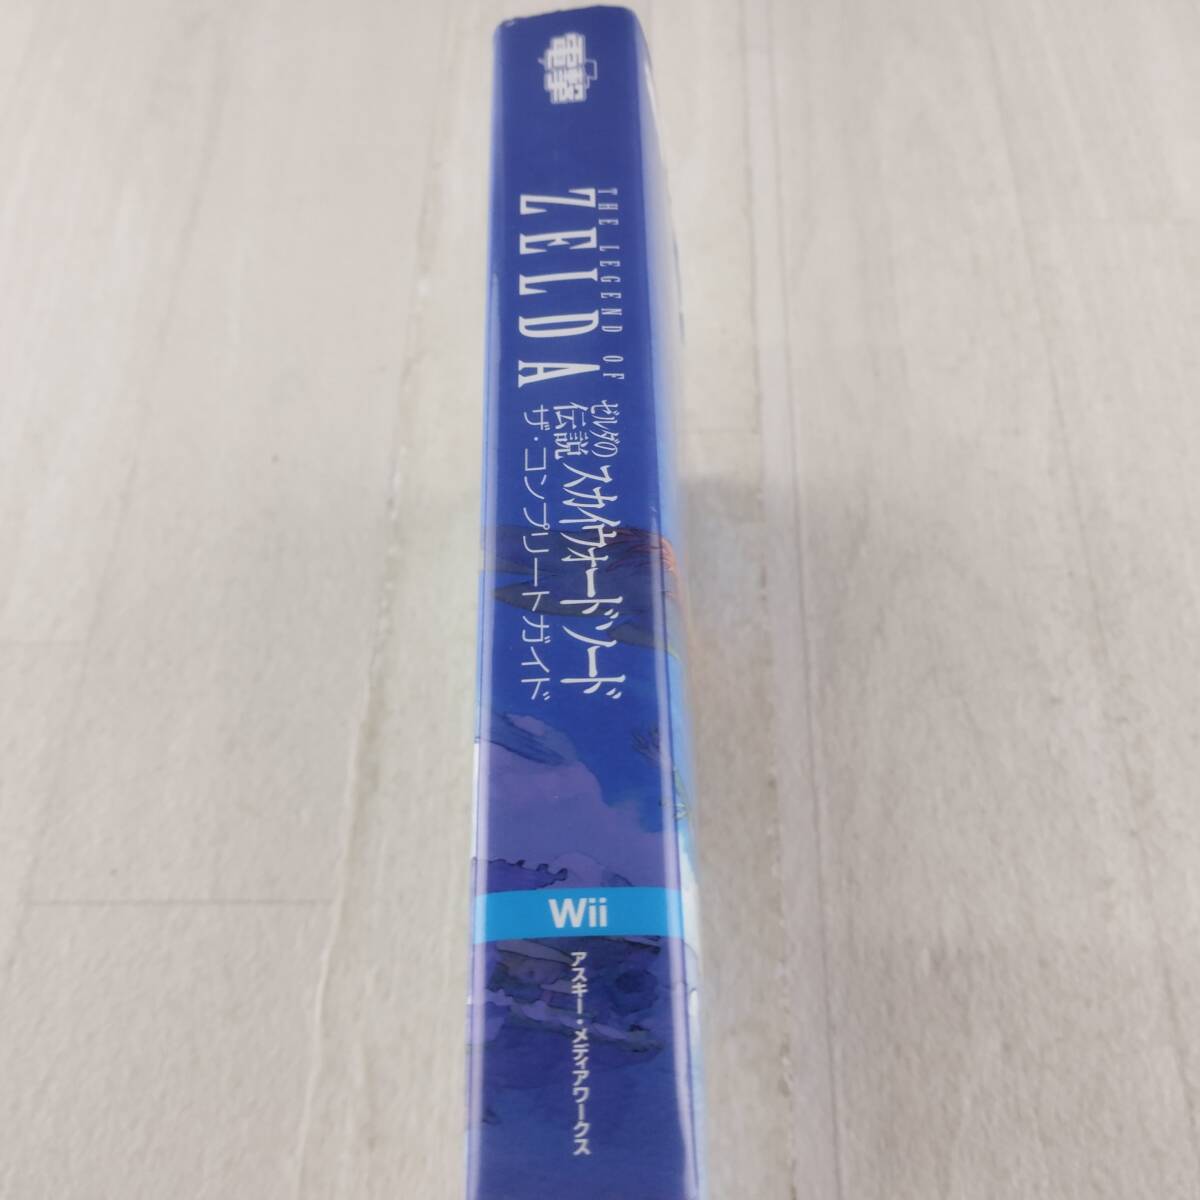 電撃
THE LEGEND OF
ZELDA
ゼルダの
伝説 スカイウォードソード
ザ・コンプリートガイド
Wii
アスキー・メディアワークス